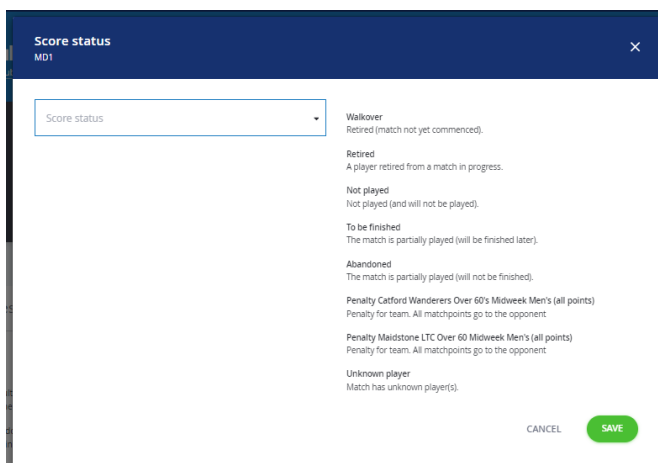 Score status
MD1
Score status
Walkover
Retired (match not yet commenced).
Retired
A player retired from a match in progress.
Not played
Not played (and will not be played).
To be finished
The match is partially played (will be finished later).
Abandoned
The match is partially played (will not be finished).
Penalty Catford Wanderers Over 60's Midweek Men's (all points)
Penalty for team. All matchpoints go to the opponent
Penalty Maidstone LTC Over 60 Midweek Men's (all points)
Penalty for team. All matchpoints go to the opponent
Unknown player
Match has unknown player(s).
CANCEL
SAVE